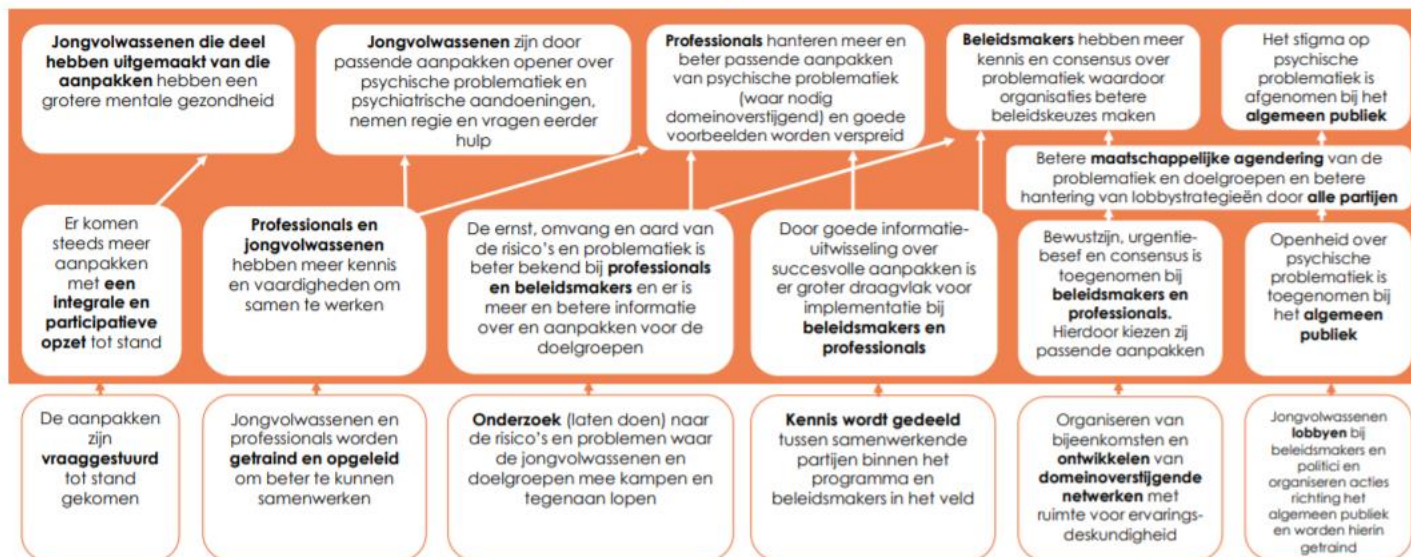 Jongvolwassenen die deel
hebben uitgemaakt van die
aanpakken hebben een
grotere mentale gezondheid
Jongvolwassenen zijn door
passende aanpakken opener over
psychische problematiek en
psychiatrische aandoeningen,
nemen regie en vragen eerder
hulp
Professionals hanteren meer en
beter passende aanpakken
van psychische problematiek
(waar nodig
domeinoverstijgend) en goede
voorbeelden worden verspreid
Beleidsmakers hebben meer
kennis en consensus over
problematiek waardoor
organisaties betere
beleidskeuzes maken
Het stigma op
psychische
problematiek is
afgenomen bij het
algemeen publiek
Betere maatschappelijke agendering van de
problematiek en doelgroepen en betere
hantering van lobbystrategieën door alle partijen
Er komen
steeds meer
aanpakken
met een
integrale en
participatieve
opzet tot stand
Professionals en
jongvolwassenen
hebben meer kennis
en vaardigheden om
samen te werken
De ernst, omvang en aard van
de risico's en problematiek is
beter bekend bij professionals
en beleidsmakers en er is
meer en betere informatie
over en aanpakken voor de
doelgroepen
Door goede informatie-
uitwisseling over
succesvolle aanpakken is
er groter draagvlak voor
implementatie bij
beleidsmakers en
professionals
Bewustzijn, urgentie-
besef en consensus is
toegenomen bij
beleidsmakers en
professionals.
Hierdoor kiezen zij
passende aanpakken
Openheid over
psychische
problematiek is
toegenomen bij
het algemeen
publiek
De aanpakken
zijn
vraaggestuurd
tot stand
gekomen
Jongvolwassenen en
professionals worden
getraind en opgeleid
om beter te kunnen
samenwerken
Onderzoek (laten doen) naar
de risico's en problemen waar
de jongvolwassenen en
doelgroepen mee kampen en
tegenaan lopen
Kennis wordt gedeeld
tussen samenwerkende
partijen binnen het
programma en
beleidsmakers in het veld
Organiseren van
bijeenkomsten en
ontwikkelen van
domeinoverstijgende
netwerken met
ruimte voor ervarings-
deskundigheid
Jongvolwassenen
lobbyen bij
beleidsmakers en
politici en
organiseren acties
richting het
algemeen publiek
en worden hierin
getraind